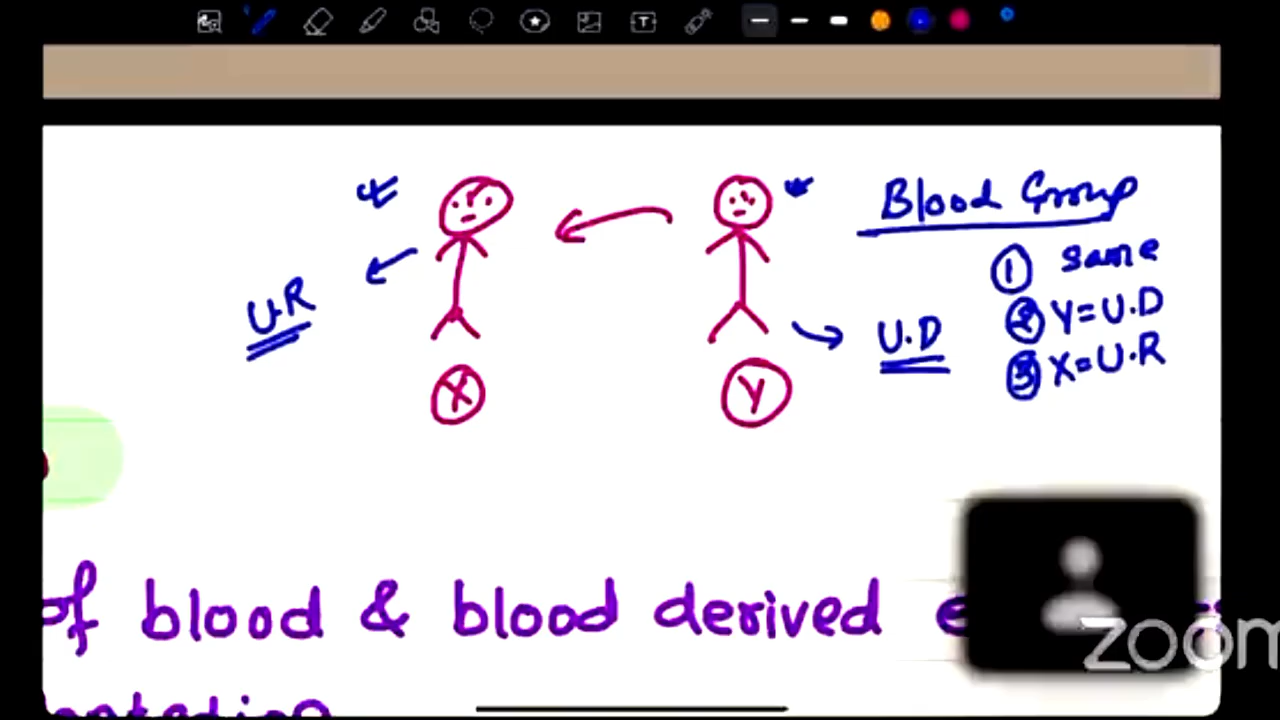 Blood Group
① same
② Y=U.D
③ X=U.R
U.R
U.D
X
Y
of blood & blood derived
zoom